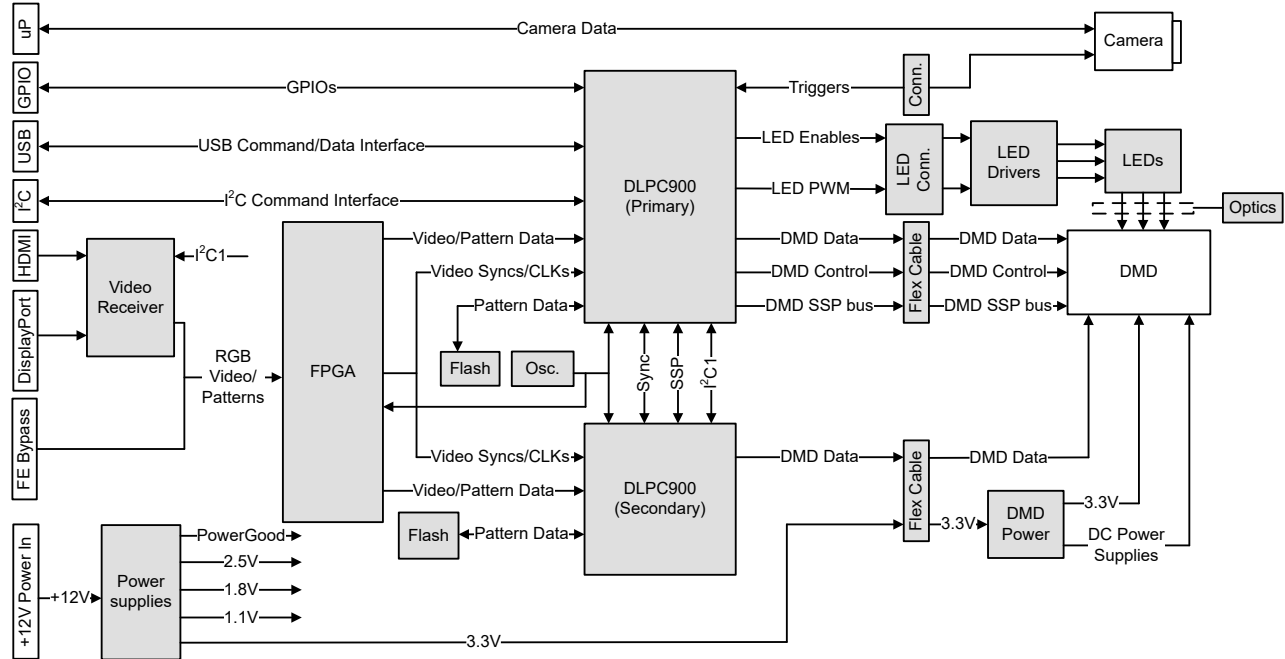 uP
Camera Data
Camera
GPIO
GPIOs
Triggers
Conn.
USB
USB Command/Data Interface
LED Enables
LED
Conn.
LED
Drivers
LEDs
DLPC900
(Primary)
I²C
I²C Command Interface
LED PWM
Optics
HDMI
I²C1
Video
Receiver
Video/Pattern Data
DMD Data
Flex Cable
DMD Data
DMD
Video Syncs/CLKs
DMD Control
DMD Control
DisplayPort
Pattern Data
DMD SSP bus
DMD SSP bus
RGB
Video/
Patterns
FPGA
Flash
Osc.
Sync
SSP
I²C1
FE Bypass
Video Syncs/CLKs
DMD Data
Flex Cable
DMD Data
DLPC900
(Secondary)
Video/Pattern Data
Flash
Pattern Data
3.3V
DMD
Power
3.3V
DC Power
Supplies
+12V Power In
+12V
Power
supplies
PowerGood
2.5V
1.8V
1.1V
3.3V